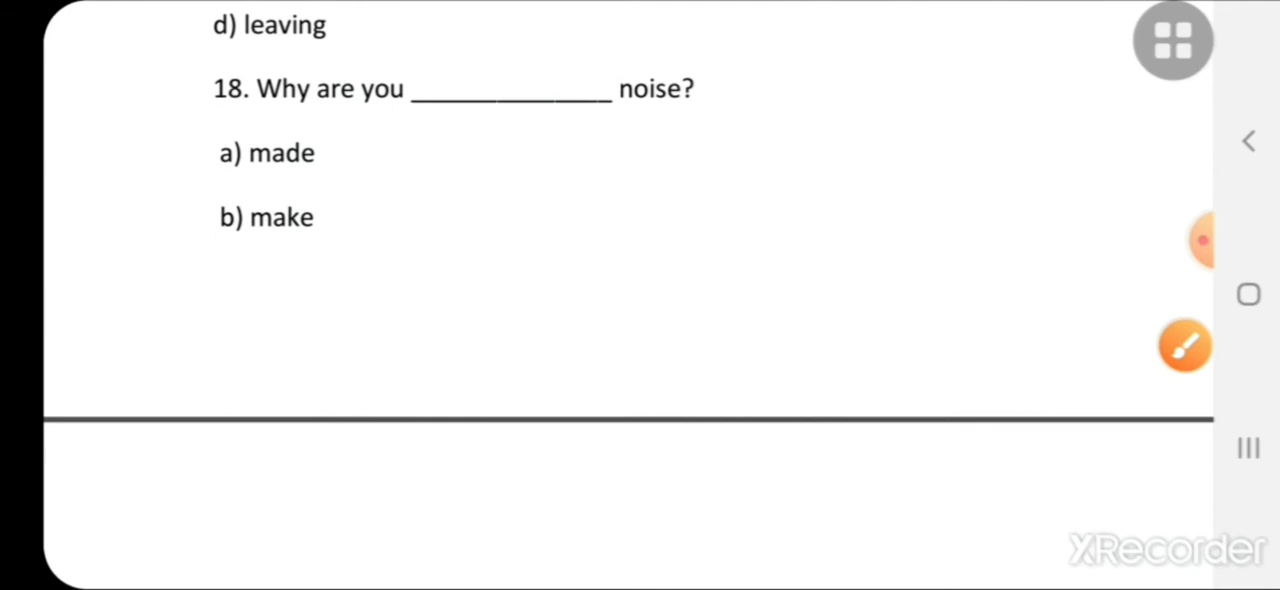 d) leaving
18. Why are you ______________ noise?
a) made
b) make
XRecorder